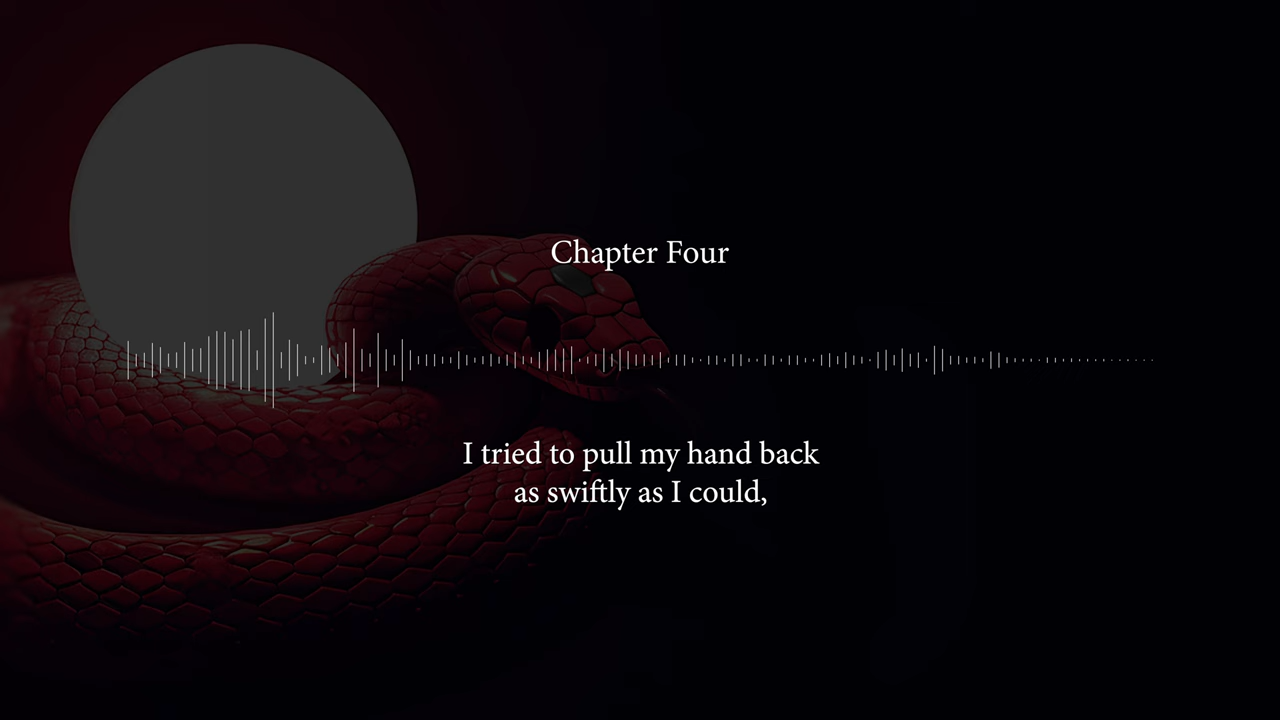 Chapter Four
I tried to pull my hand back
as swiftly as I could,